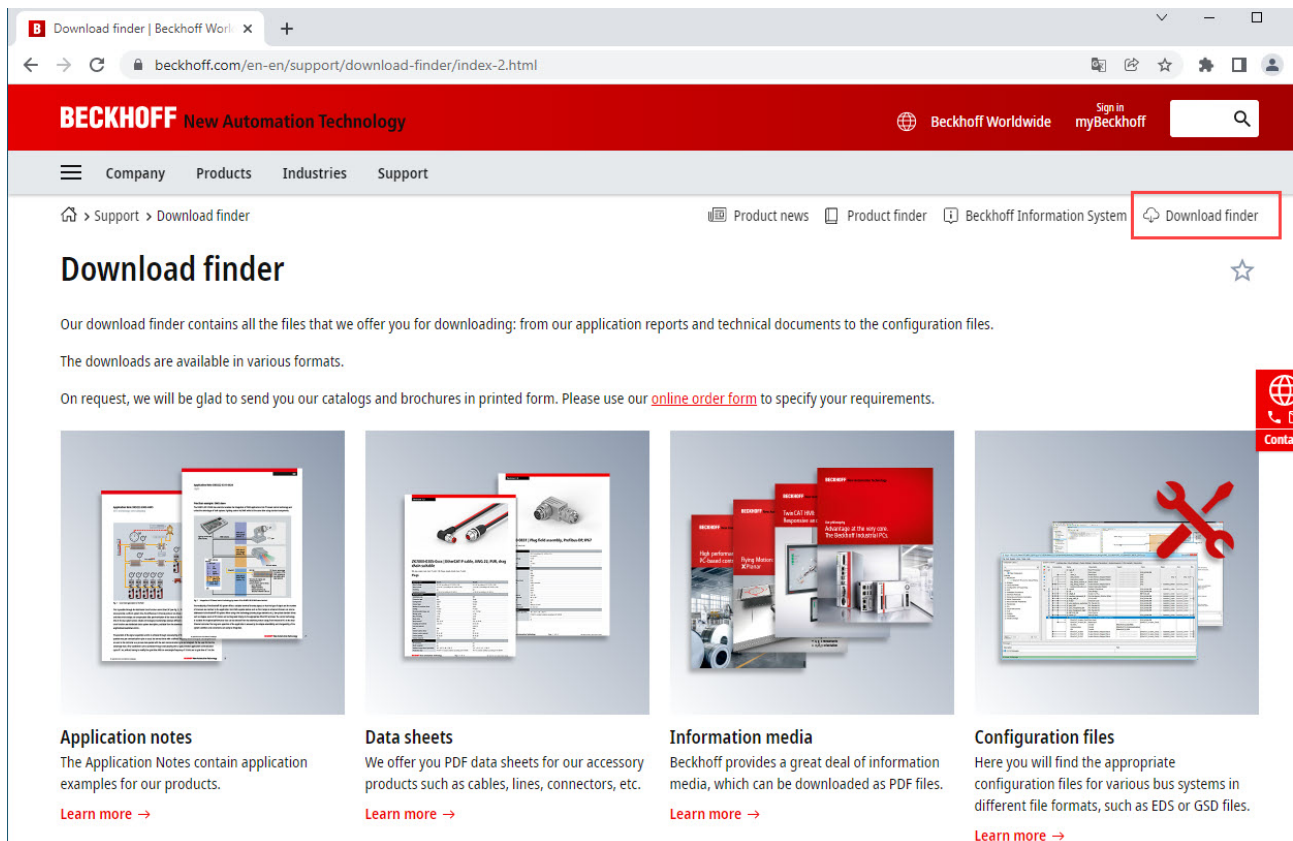 B Download finder | Beckhoff Worl
beckhoff.com/en-en/support/download-finder/index-2.html
BECKHOFF New Automation Technology
Beckhoff Worldwide
Sign in
myBeckhoff
Company Products Industries Support
> Support > Download finder
Product news Product finder Beckhoff Information System Download finder
Download finder
Our download finder contains all the files that we offer you for downloading: from our application reports and technical documents to the configuration files.
The downloads are available in various formats.
On request, we will be glad to send you our catalogs and brochures in printed form. Please use our online order form to specify your requirements.
Conta
Application notes
The Application Notes contain application
examples for our products.
Learn more →
Data sheets
We offer you PDF data sheets for our accessory
products such as cables, lines, connectors, etc.
Learn more →
Information media
Beckhoff provides a great deal of information
media, which can be downloaded as PDF files.
Learn more →
Configuration files
Here you will find the appropriate
configuration files for various bus systems in
different file formats, such as EDS or GSD files.
Learn more →